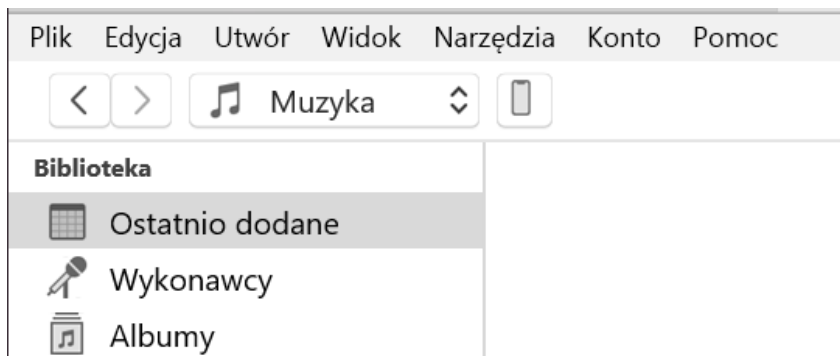 Plik Edycja Utwór Widok Narzędzia Konto Pomoc
Muzyka
Biblioteka
Ostatnio dodane
Wykonawcy
Albumy